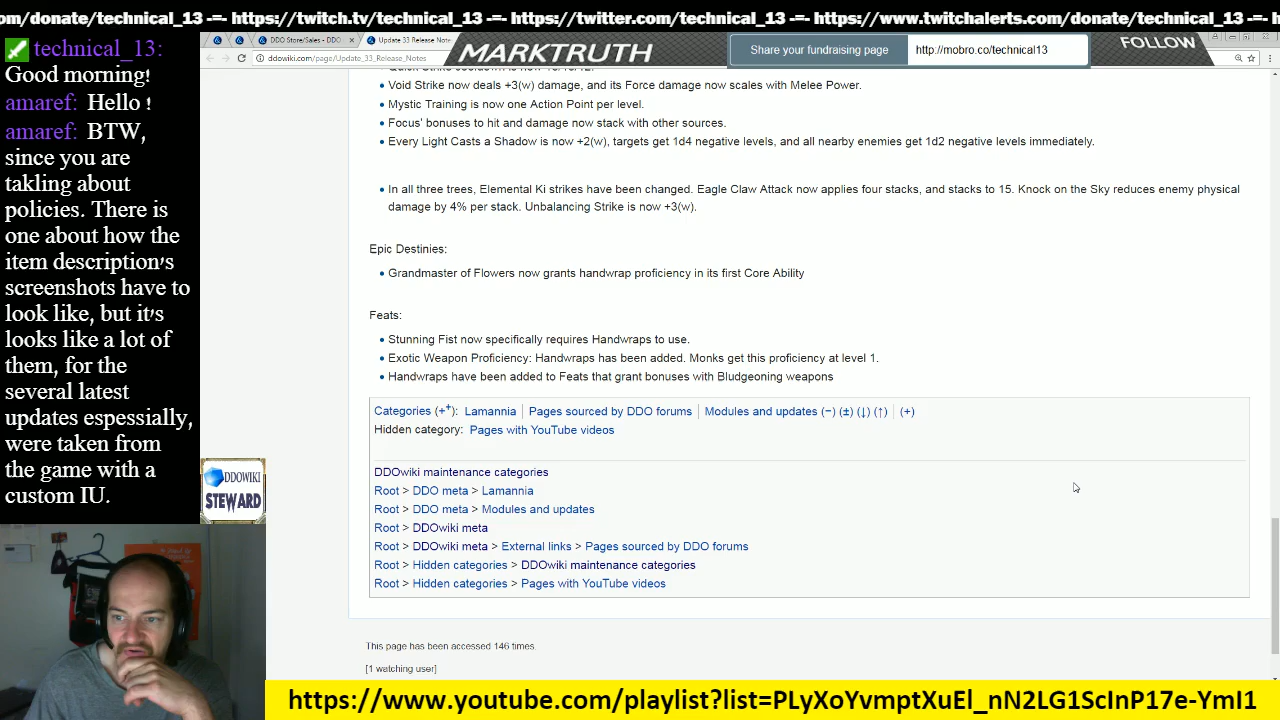 om/donate/technical_13 -=- https://twitch.tv/technical_13 -=- https://twitter.com/technical_13 -=- https://www.twitchalerts.com/donate/technical_13 -=- h
technical_13:
Good morning!
amaref: Hello !
amaref: BTW,
since you are
takling about
policies. There is
one about how the
item description's
screenshots have to
look like, but it's
looks like a lot of
them, for the
several latest
updates espessially,
were taken from
the game with a
custom IU.
DDO Store/Sales - DDO
Update 33 Release Not
ddowiki.com/page/Update_33_Release_Notes
MARKTRUTH
Share your fundraising page
http://mobro.co/technical13
FOLLOW
Void Strike now deals +3(w) damage, and its Force damage now scales with Melee Power.
Mystic Training is now one Action Point per level.
Focus' bonuses to hit and damage now stack with other sources.
Every Light Casts a Shadow is now +2(w), targets get 1d4 negative levels, and all nearby enemies get 1d2 negative levels immediately.
In all three trees, Elemental Ki strikes have been changed. Eagle Claw Attack now applies four stacks, and stacks to 15. Knock on the Sky reduces enemy physical
damage by 4% per stack. Unbalancing Strike is now +3(w).
Epic Destinies:
Grandmaster of Flowers now grants handwrap proficiency in its first Core Ability
Feats:
Stunning Fist now specifically requires Handwraps to use.
Exotic Weapon Proficiency: Handwraps has been added. Monks get this proficiency at level 1.
Handwraps have been added to Feats that grant bonuses with Bludgeoning weapons
Categories (++): Lamannia | Pages sourced by DDO forums | Modules and updates (−) (±) (↓) (↑) | (+)
Hidden category: Pages with YouTube videos
DDOwiki maintenance categories
Root > DDO meta > Lamannia
Root > DDO meta > Modules and updates
Root > DDOwiki meta
Root > DDOwiki meta > External links > Pages sourced by DDO forums
Root > Hidden categories > DDOwiki maintenance categories
Root > Hidden categories > Pages with YouTube videos
This page has been accessed 146 times.
[1 watching user]
DDOWIKI
STEWARD
https://www.youtube.com/playlist?list=PLyXoYvmptXuEl_nN2LG1ScInP17e-YmI1